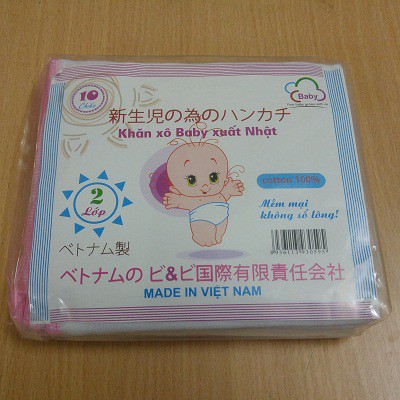 10
Chiếc
Baby
新生児の為のハンカチ
Khăn xô Baby xuất Nhật
cotton 100%
2
Lớp
Mềm mại
không sổ lông!
ベトナム製
ベトナムの ビ&ビ国際有限責任会社
MADE IN VIỆT NAM